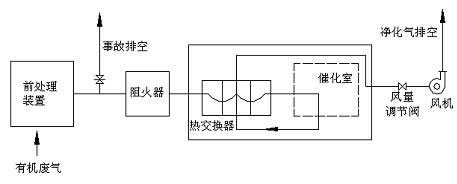 事故排空
净化气排空
前处理
装置
阻火器
催化室
热交换器
风量
调节阀
风机
有机废气